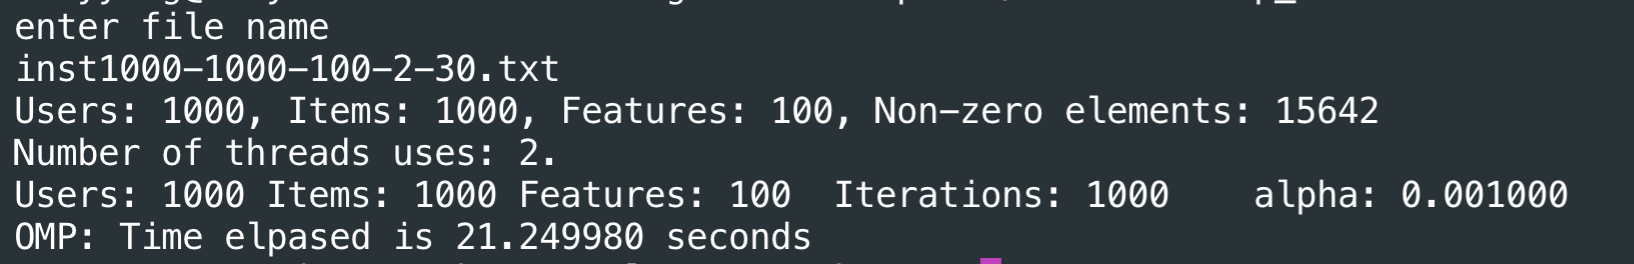 enter file name
inst1000-1000-100-2-30.txt
Users: 1000, Items: 1000, Features: 100, Non-zero elements: 15642
Number of threads uses: 2.
Users: 1000 Items: 1000 Features: 100  Iterations: 1000    alpha: 0.001000
OMP: Time elpased is 21.249980 seconds